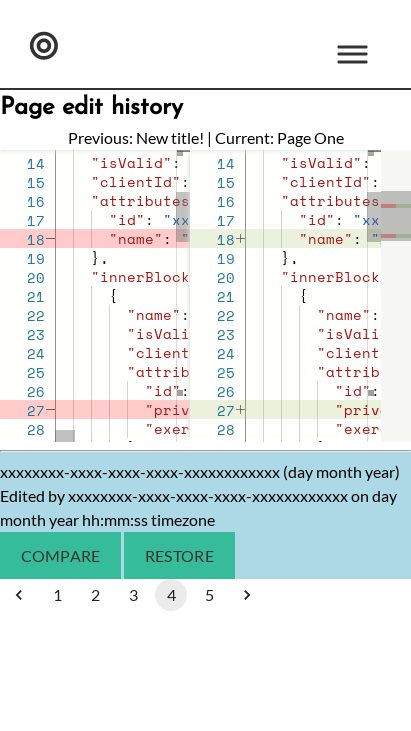 Page edit history
Previous: New title! | Current: Page One
14 "isValid": 14 "isValid":
15 "clientId": 15 "clientId":
16 "attributes 16 "attributes
17 "id": "xx 17 "id": "xx
18− "name": " 18+ "name": "
19 }, 19 },
20 "innerBlock 20 "innerBlock
21 { 21 {
22 "name": 22 "name":
23 "isVali 23 "isVali
24 "client 24 "client
25 "attrib 25 "attrib
26 "id": 26 "id":
27− "priv 27+ "priv
28 "exer 28 "exer
xxxxxxxx-xxxx-xxxx-xxxx-xxxxxxxxxxxx (day month year)
Edited by xxxxxxxx-xxxx-xxxx-xxxx-xxxxxxxxxxxx on day
month year hh:mm:ss timezone
COMPARE RESTORE
1 2 3 4 5